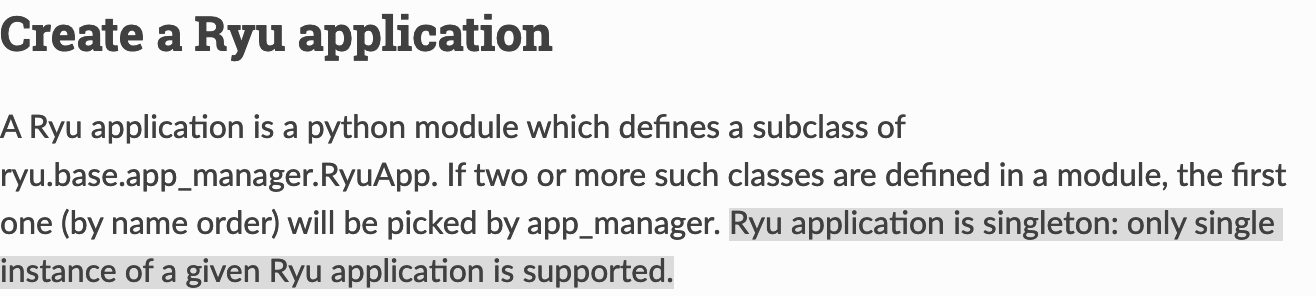 Create a Ryu application
A Ryu application is a python module which defines a subclass of
ryu.base.app_manager.RyuApp. If two or more such classes are defined in a module, the first
one (by name order) will be picked by app_manager. Ryu application is singleton: only single
instance of a given Ryu application is supported.